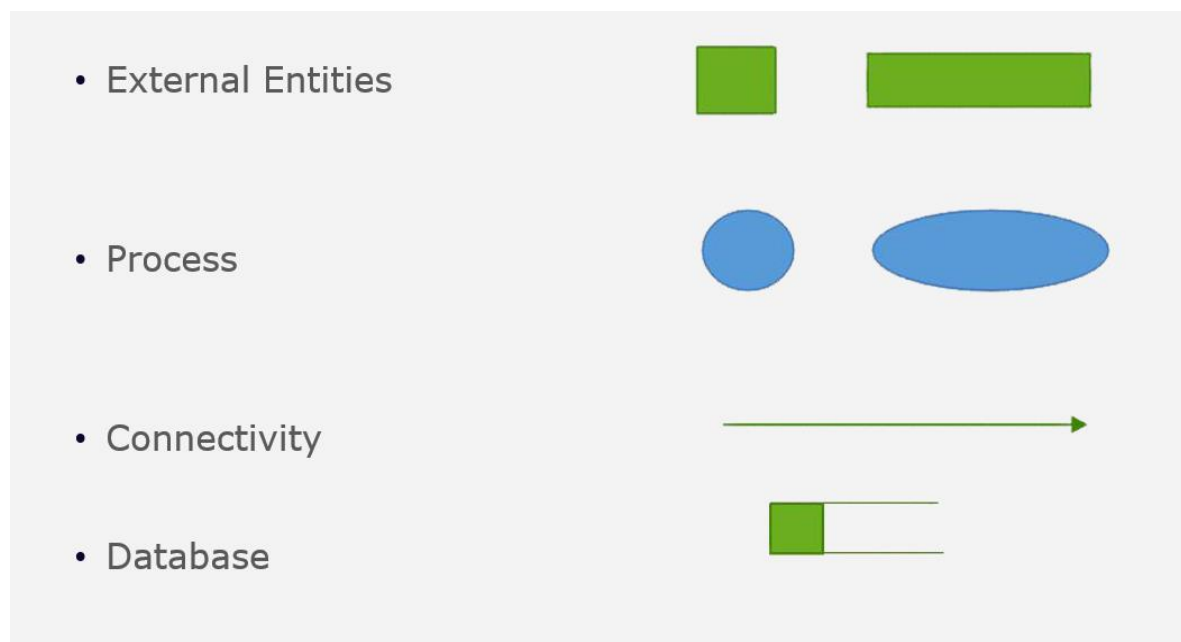 • External Entities
• Process
• Connectivity
• Database